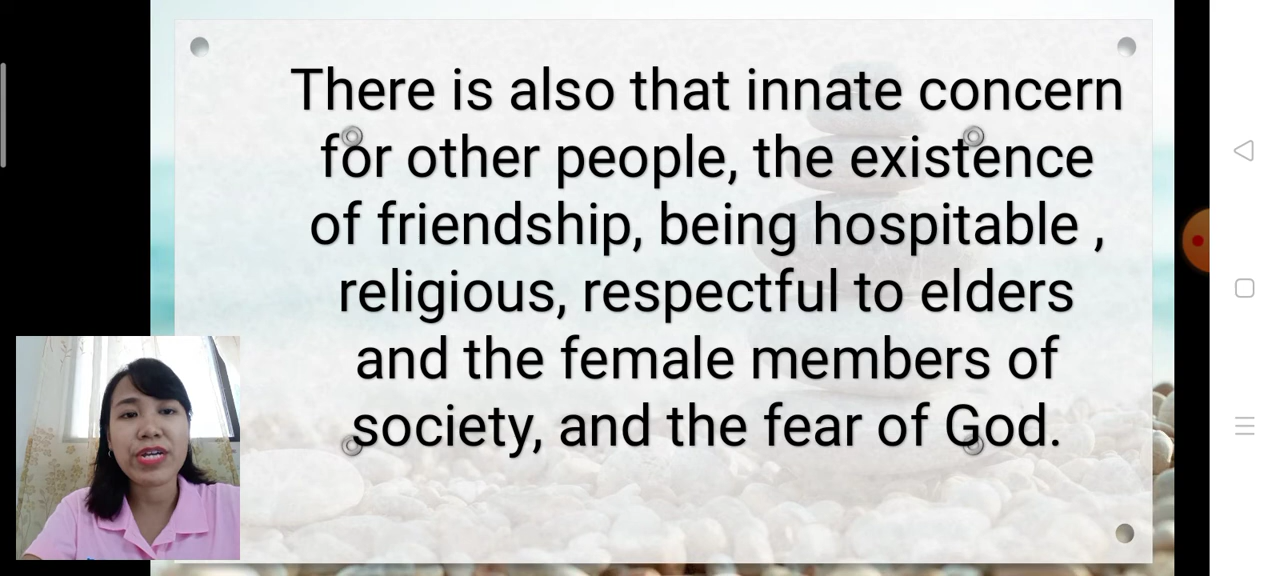 There is also that innate concern
for other people, the existence
of friendship, being hospitable ,
religious, respectful to elders
and the female members of
society, and the fear of God.